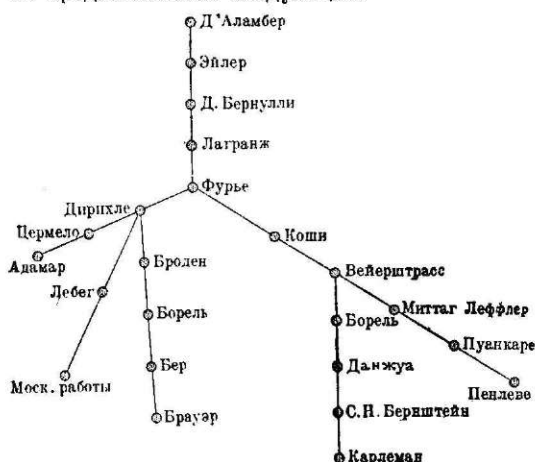 Д'Аламбер
Эйлер
Д. Бернулли
Лагранж
Фурье
Дирихле
Цермело
Адамар
Лебег
Моск. работы
Броден
Борель
Бер
Брауэр
Коши
Вейерштрасс
Миттаг Леффлер
Пуанкаре
Пенлеве
Борель
Данжуа
С.Н. Бернштейн
Карлеман